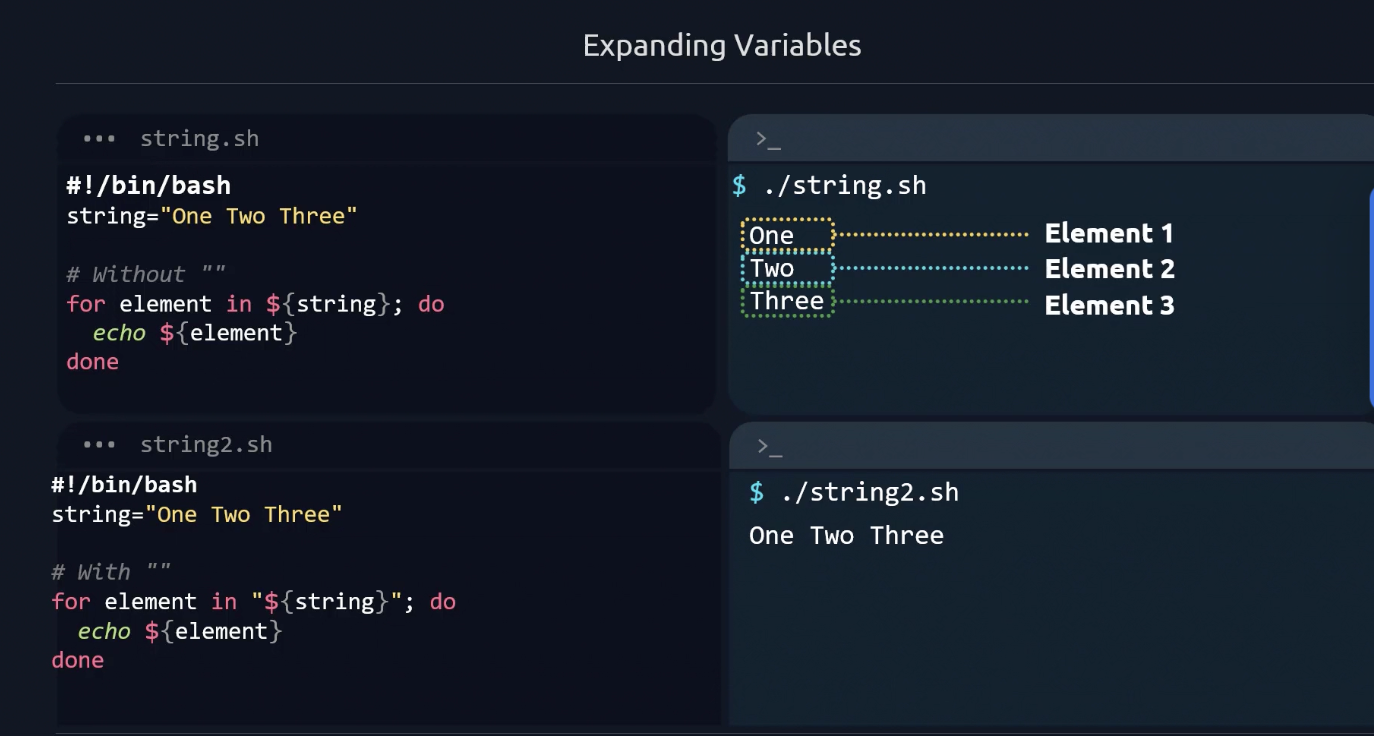 Expanding Variables
••• string.sh
#!/bin/bash
string="One Two Three"
# Without ""
for element in ${string}; do
  echo ${element}
done
>_
$ ./string.sh
One Element 1
Two Element 2
Three Element 3
••• string2.sh
#!/bin/bash
string="One Two Three"
# With ""
for element in "${string}"; do
  echo ${element}
done
>_
$ ./string2.sh
One Two Three